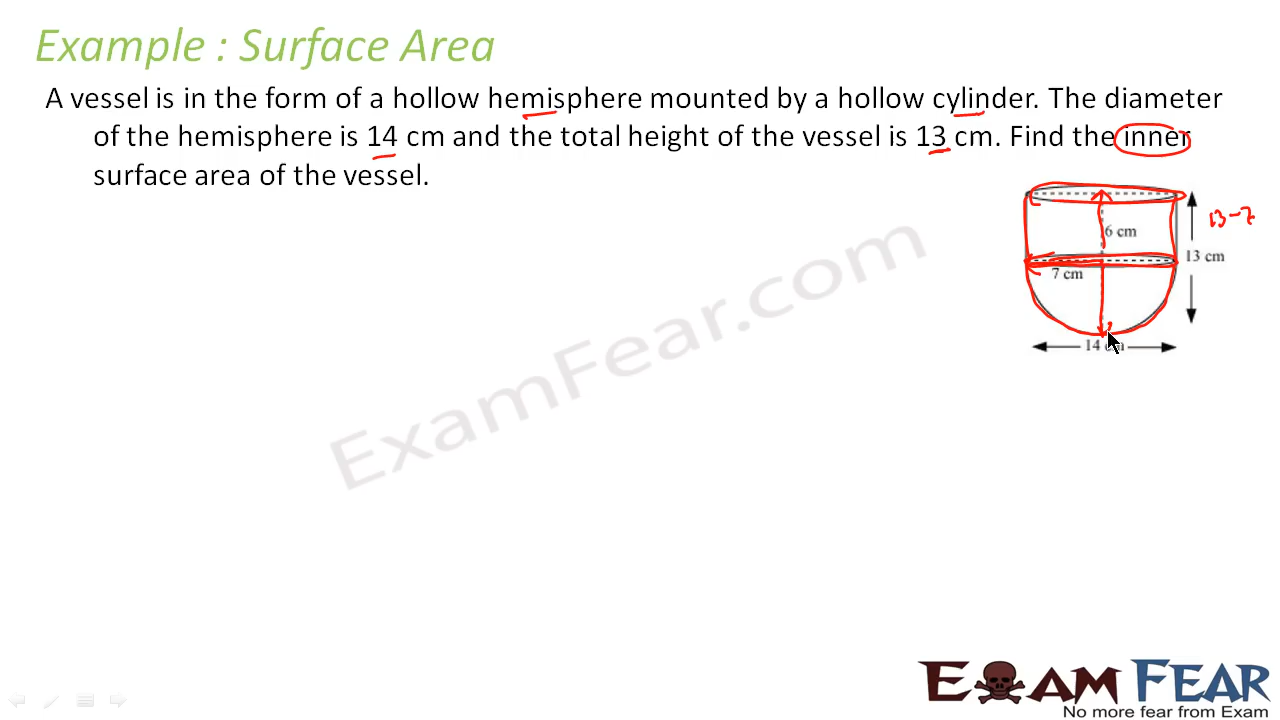 Example : Surface Area
A vessel is in the form of a hollow hemisphere mounted by a hollow cylinder. The diameter
of the hemisphere is 14 cm and the total height of the vessel is 13 cm. Find the inner
surface area of the vessel.
13-7
6 cm
13 cm
7 cm
14 cm
ExamFear.com
EXAM FEAR
No more fear from Exam